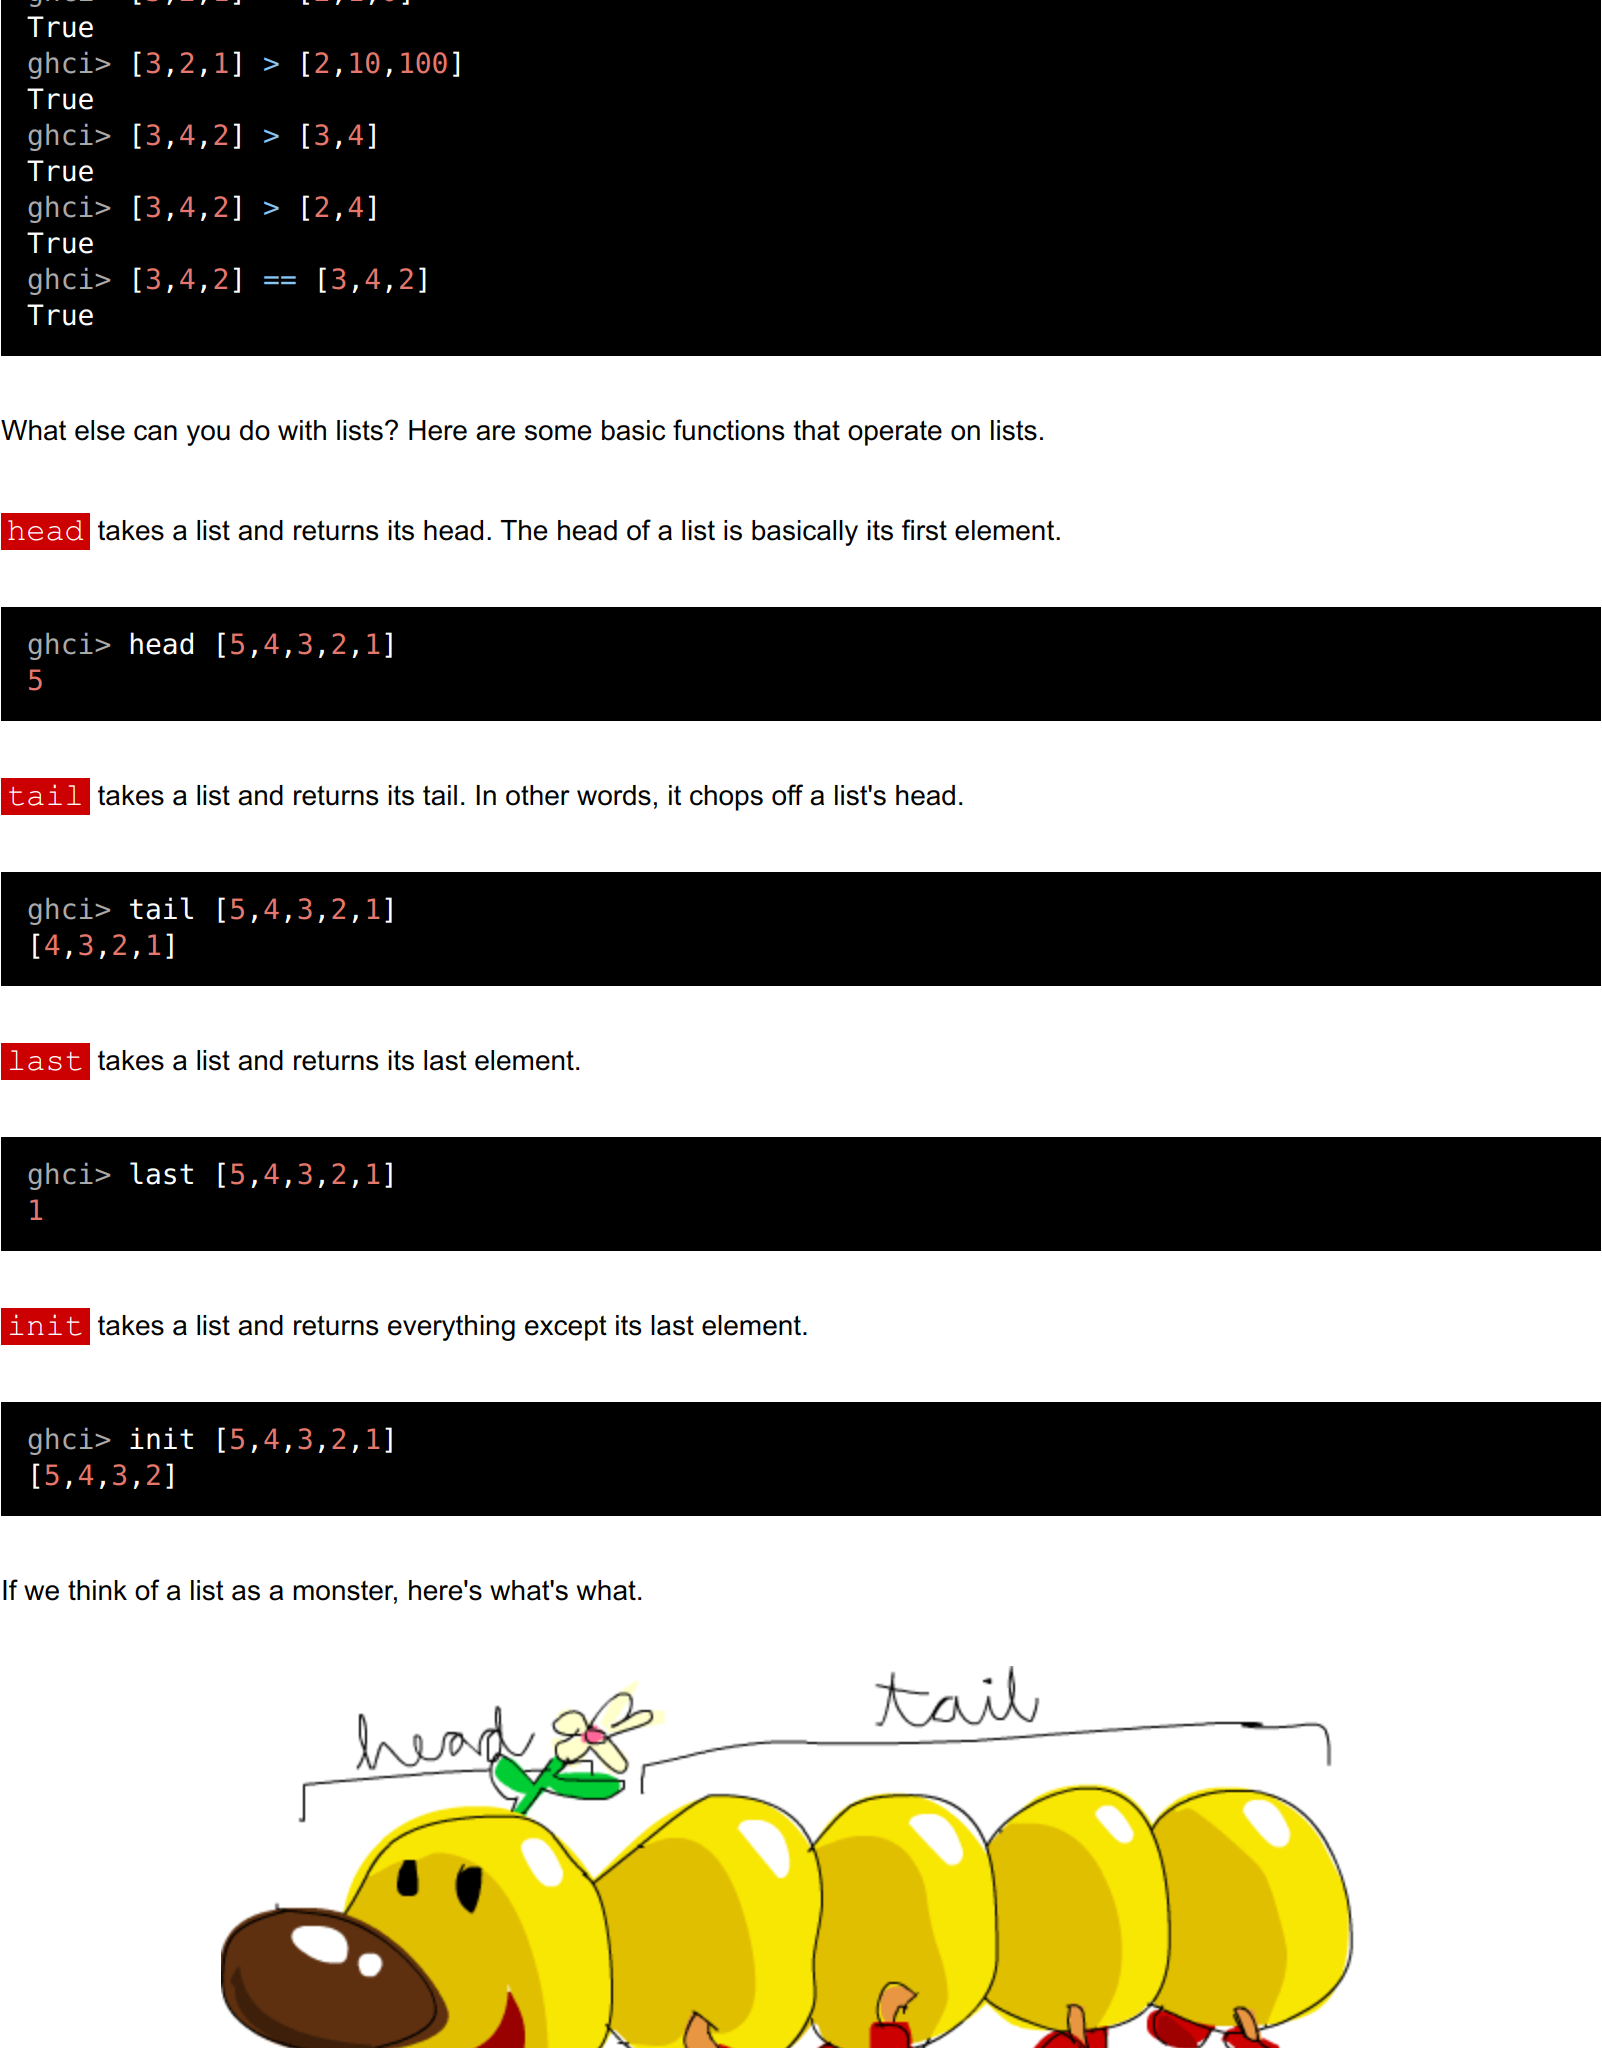 True
ghci> [3,2,1] > [2,10,100]
True
ghci> [3,4,2] > [3,4]
True
ghci> [3,4,2] > [2,4]
True
ghci> [3,4,2] == [3,4,2]
True
What else can you do with lists? Here are some basic functions that operate on lists.
head takes a list and returns its head. The head of a list is basically its first element.
ghci> head [5,4,3,2,1]
5
tail takes a list and returns its tail. In other words, it chops off a list's head.
ghci> tail [5,4,3,2,1]
[4,3,2,1]
last takes a list and returns its last element.
ghci> last [5,4,3,2,1]
1
init takes a list and returns everything except its last element.
ghci> init [5,4,3,2,1]
[5,4,3,2]
If we think of a list as a monster, here's what's what.
head tail